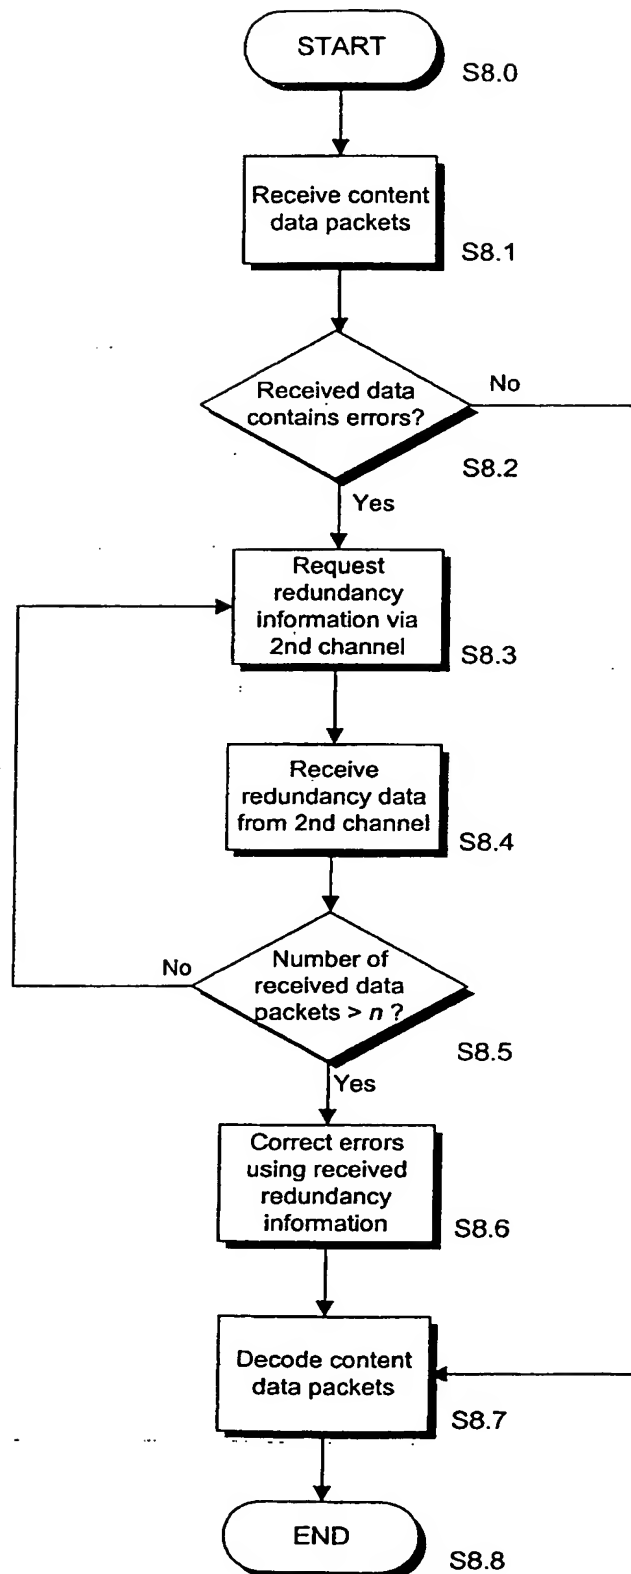 START
S8.0
Receive content
data packets
S8.1
Received data
contains errors?
No
S8.2
Yes
Request
redundancy
information via
2nd channel
S8.3
Receive
redundancy data
from 2nd channel
S8.4
No
Number of
received data
packets > n ?
S8.5
Yes
Correct errors
using received
redundancy
information
S8.6
Decode content
data packets
S8.7
END
S8.8